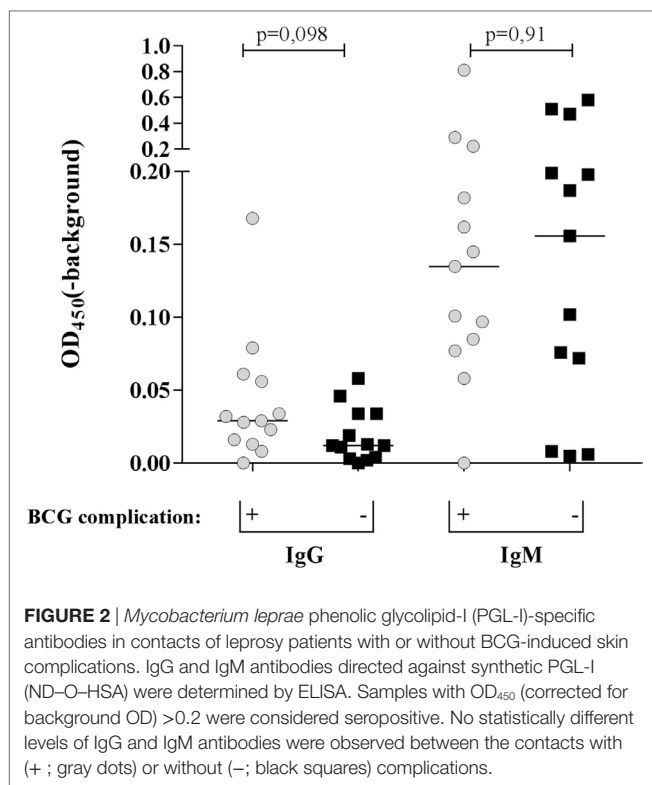 p=0,098 p=0,91
1.0
0.8
0.6
0.4
0.2
0.20
0.15
0.10
0.05
0.00
OD450(-background)
BCG complication: + - + -
IgG IgM
FIGURE 2 | Mycobacterium leprae phenolic glycolipid-I (PGL-I)-specific
antibodies in contacts of leprosy patients with or without BCG-induced skin
complications. IgG and IgM antibodies directed against synthetic PGL-I
(ND–O–HSA) were determined by ELISA. Samples with OD450 (corrected for
background OD) >0.2 were considered seropositive. No statistically different
levels of IgG and IgM antibodies were observed between the contacts with
(+ ; gray dots) or without (−; black squares) complications.